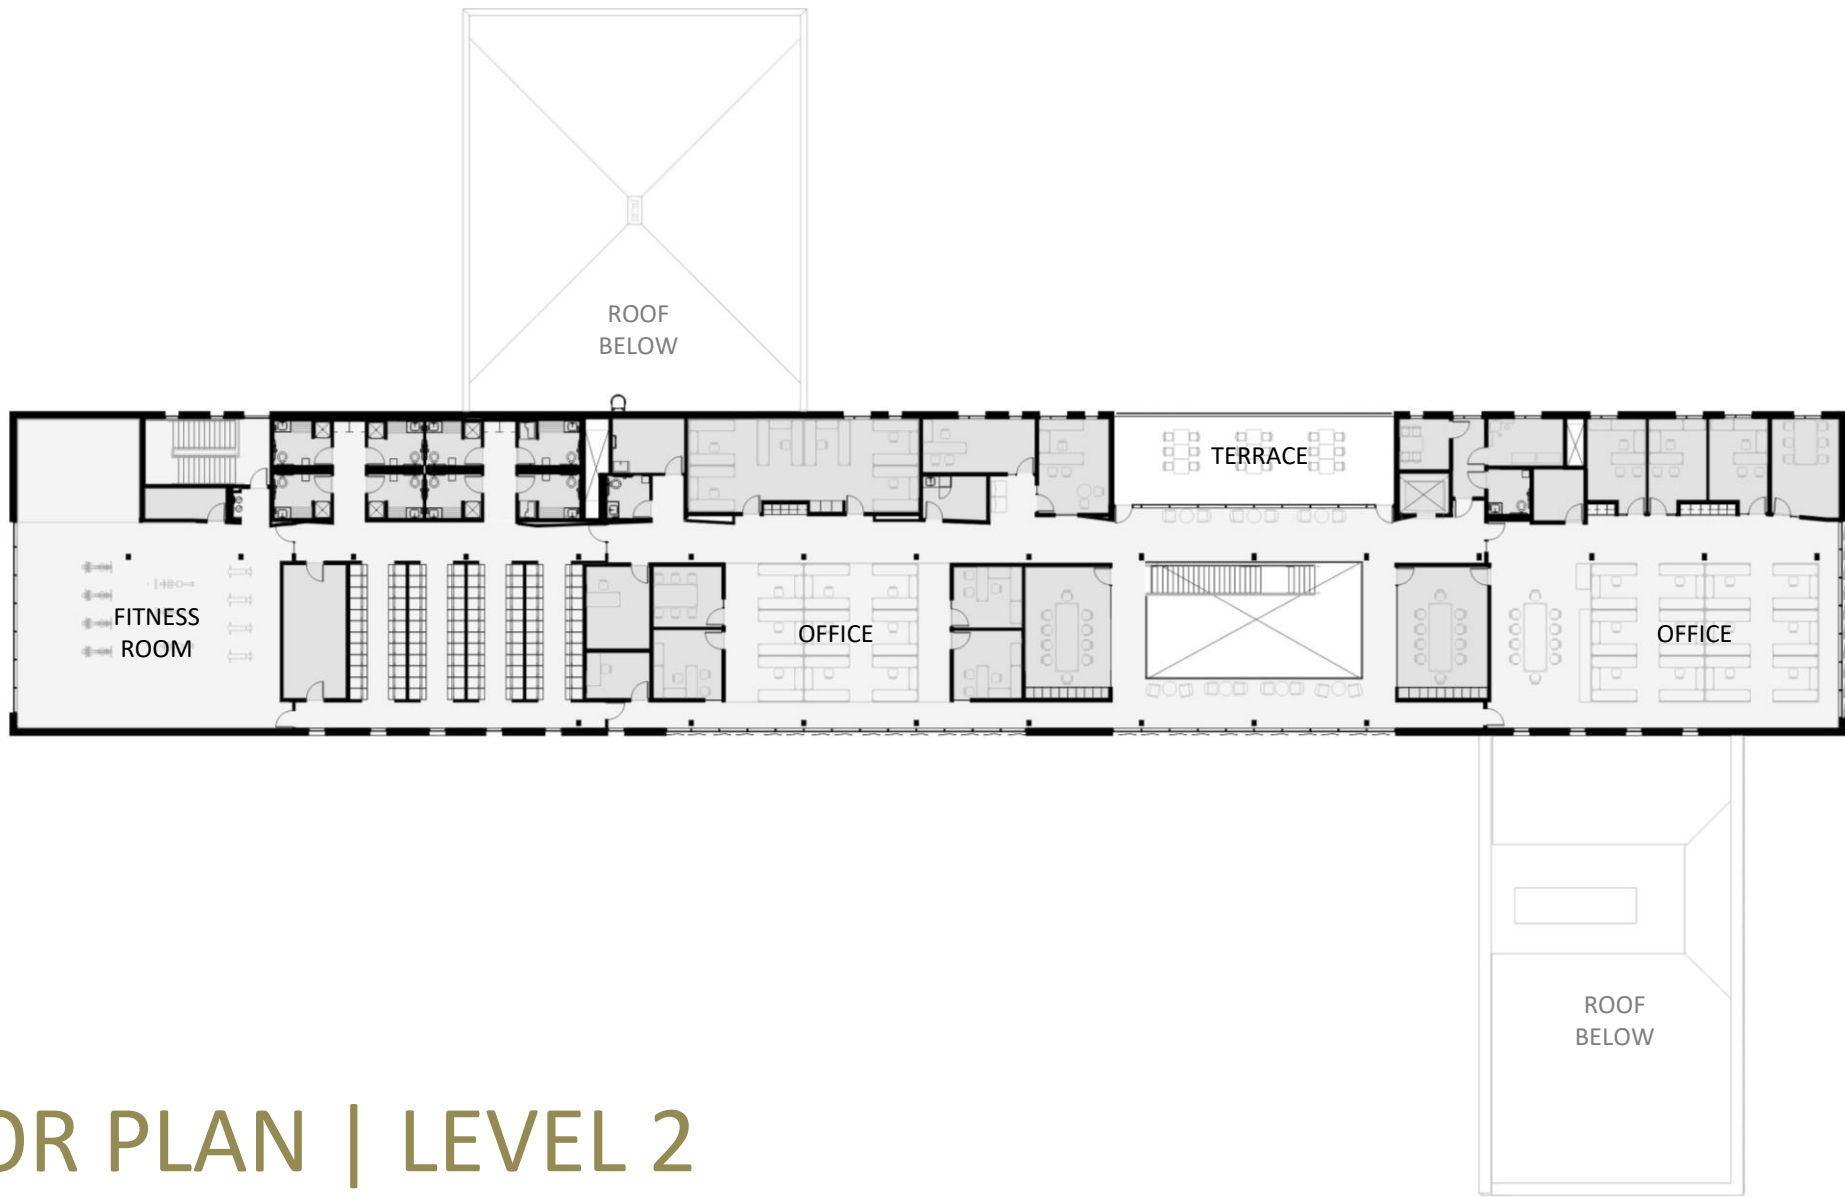 ROOF
BELOW
TERRACE
FITNESS
ROOM
OFFICE
OFFICE
ROOF
BELOW
OR PLAN | LEVEL 2